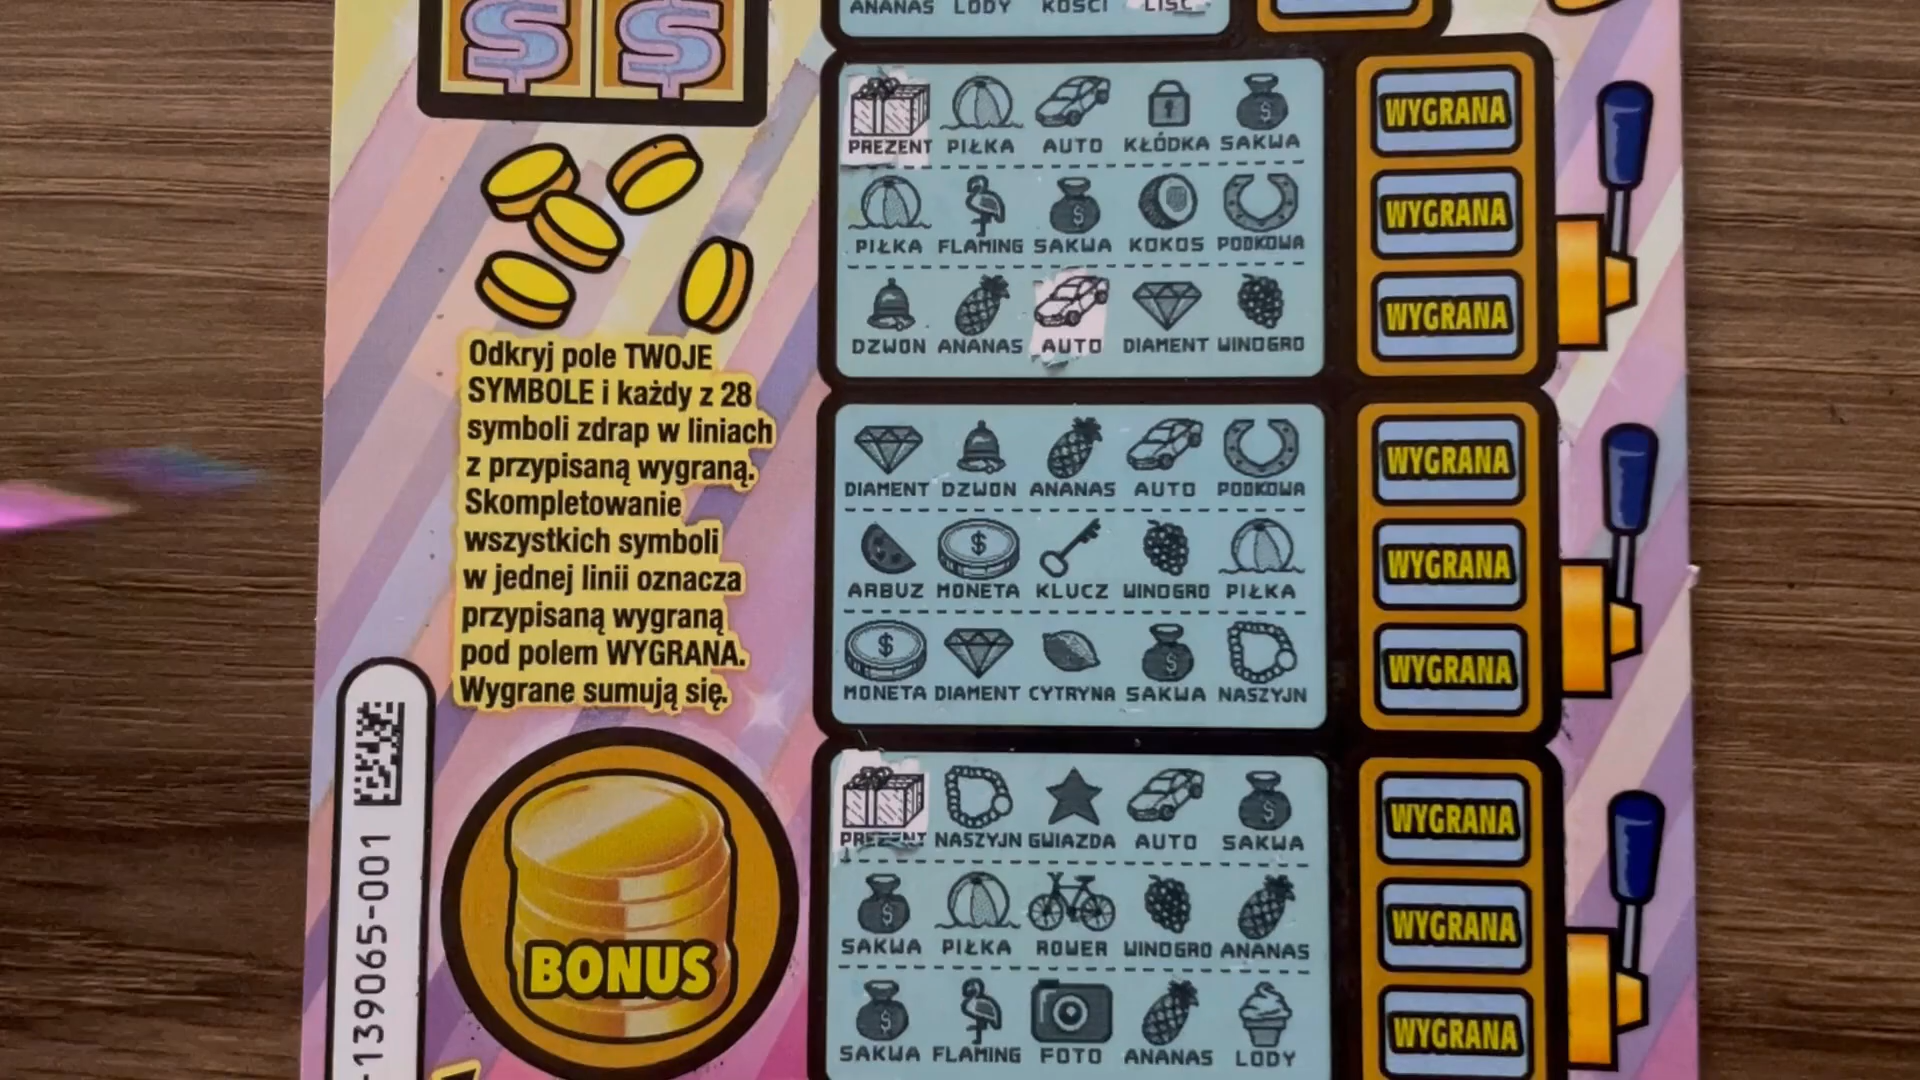 ANANAS LODY KOŚCI LIŚĆ
$ $
PREZENT PIŁKA AUTO KŁÓDKA SAKWA
WYGRANA
PIŁKA FLAMING SAKWA KOKOS PODKOWA
WYGRANA
DZWON ANANAS AUTO DIAMENT WINOGRO
WYGRANA
Odkryj pole TWOJE
SYMBOLE i każdy z 28
symboli zdrap w liniach
z przypisaną wygraną.
Skompletowanie
wszystkich symboli
w jednej linii oznacza
przypisaną wygraną
pod polem WYGRANA.
Wygrane sumują się.
DIAMENT DZWON ANANAS AUTO PODKOWA
WYGRANA
ARBUZ MONETA KLUCZ WINOGRO PIŁKA
WYGRANA
MONETA DIAMENT CYTRYNA SAKWA NASZYJN
WYGRANA
-139065-001
BONUS
PREZENT NASZYJN GWIAZDA AUTO SAKWA
WYGRANA
SAKWA PIŁKA ROWER WINOGRO ANANAS
WYGRANA
SAKWA FLAMING FOTO ANANAS LODY
WYGRANA